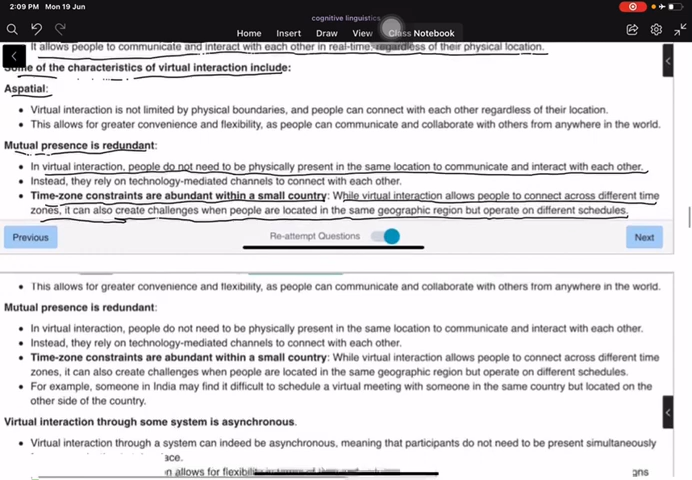 2:09 PM Mon 19 Jun
cognitive linguistics
Home Insert Draw View Class Notebook
It allows people to communicate and interact with each other in real-time, regardless of their physical location.
Some of the characteristics of virtual interaction include:
Aspatial:
Virtual interaction is not limited by physical boundaries, and people can connect with each other regardless of their location.
This allows for greater convenience and flexibility, as people can communicate and collaborate with others from anywhere in the world.
Mutual presence is redundant:
In virtual interaction, people do not need to be physically present in the same location to communicate and interact with each other.
Instead, they rely on technology-mediated channels to connect with each other.
Time-zone constraints are abundant within a small country: While virtual interaction allows people to connect across different time
zones, it can also create challenges when people are located in the same geographic region but operate on different schedules.
Previous Re-attempt Questions Next
This allows for greater convenience and flexibility, as people can communicate and collaborate with others from anywhere in the world.
Mutual presence is redundant:
In virtual interaction, people do not need to be physically present in the same location to communicate and interact with each other.
Instead, they rely on technology-mediated channels to connect with each other.
Time-zone constraints are abundant within a small country: While virtual interaction allows people to connect across different time
zones, it can also create challenges when people are located in the same geographic region but operate on different schedules.
For example, someone in India may find it difficult to schedule a virtual meeting with someone in the same country but located on the
other side of the country.
Virtual interaction through some system is asynchronous.
Virtual interaction through a system can indeed be asynchronous, meaning that participants do not need to be present simultaneously
ace.
n allows for flexibility